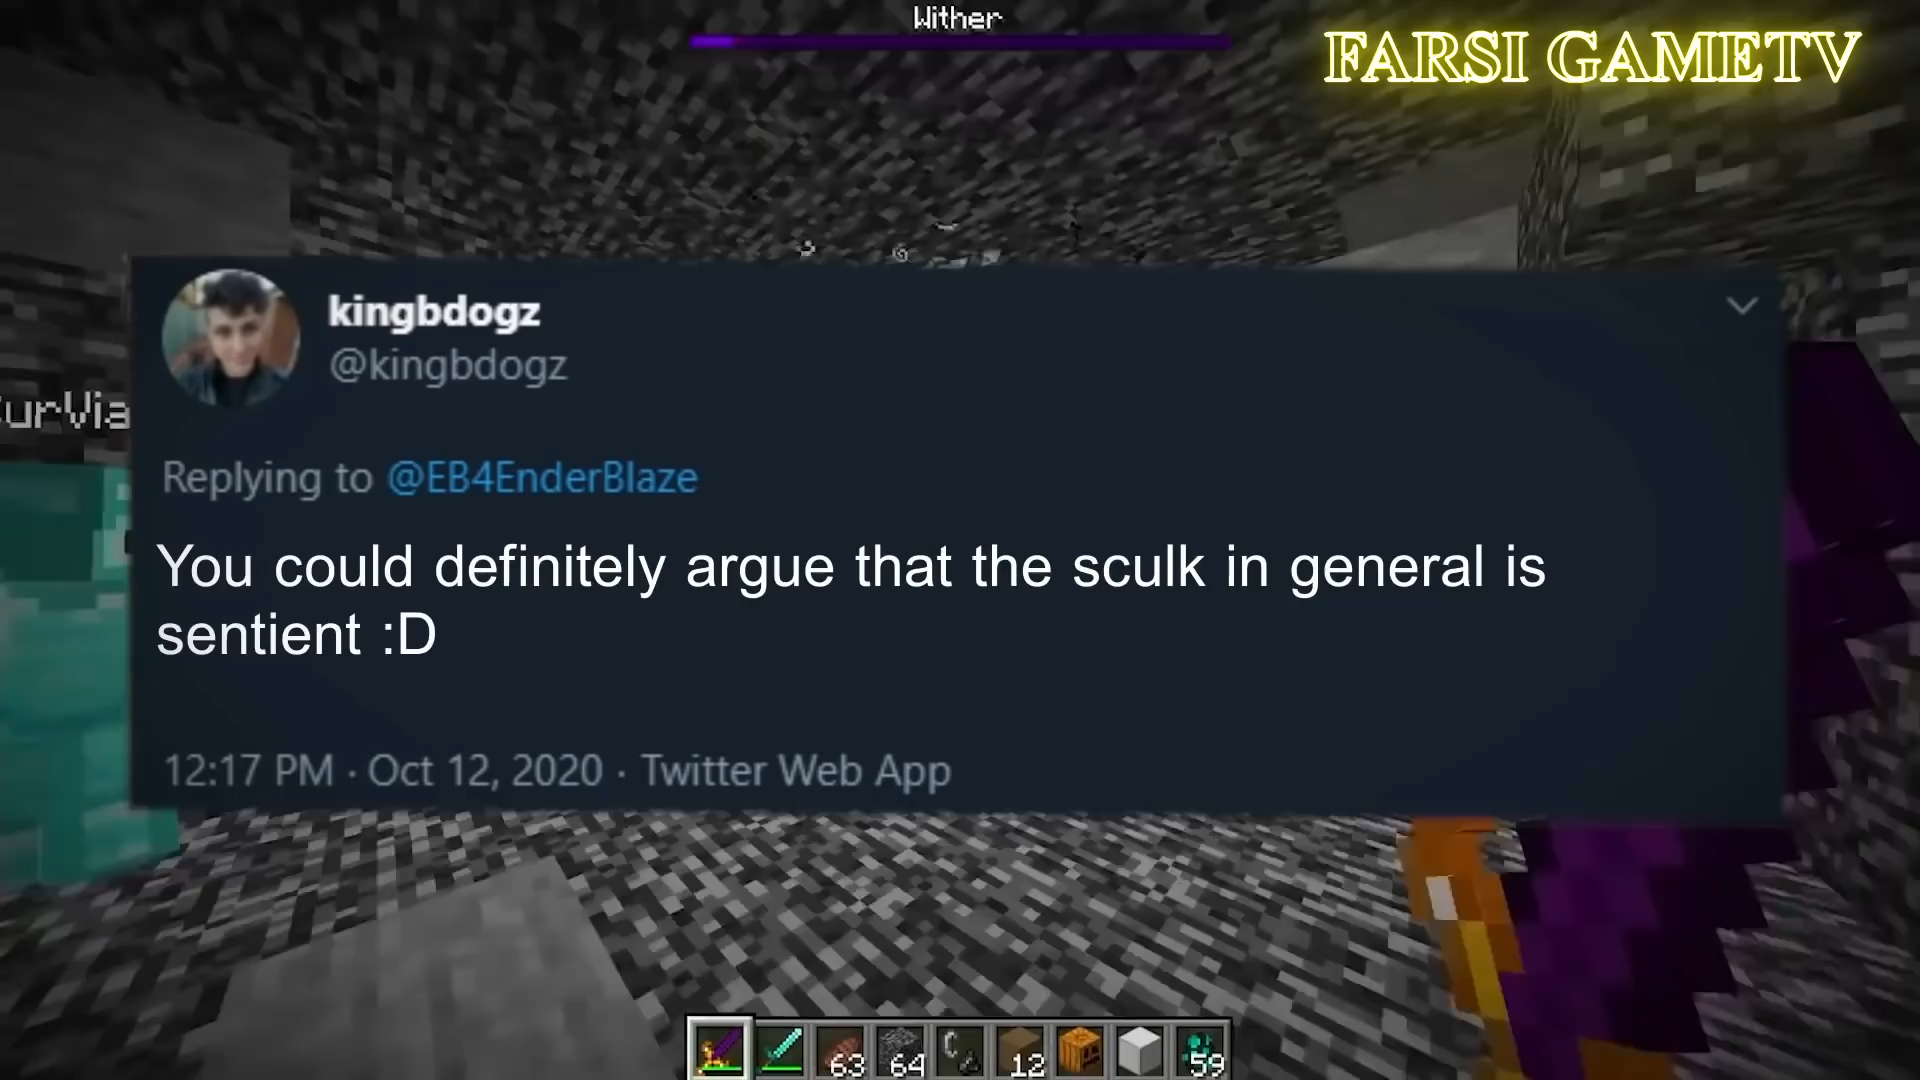 Wither
FARSI GAMETV
kingbdogz
@kingbdogz
urVia
Replying to @EB4EnderBlaze
You could definitely argue that the sculk in general is
sentient :D
12:17 PM · Oct 12, 2020 · Twitter Web App
63 64 12 59